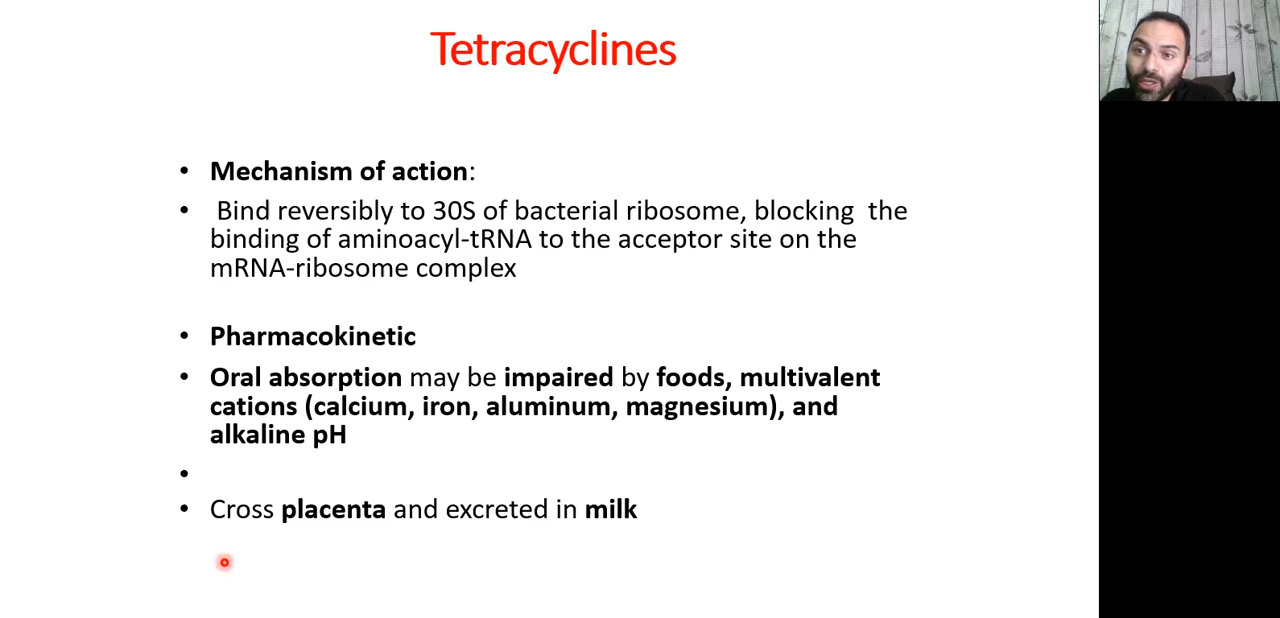 Tetracyclines
• Mechanism of action:
• Bind reversibly to 30S of bacterial ribosome, blocking the
binding of aminoacyl-tRNA to the acceptor site on the
mRNA-ribosome complex
• Pharmacokinetic
• Oral absorption may be impaired by foods, multivalent
cations (calcium, iron, aluminum, magnesium), and
alkaline pH
•
• Cross placenta and excreted in milk